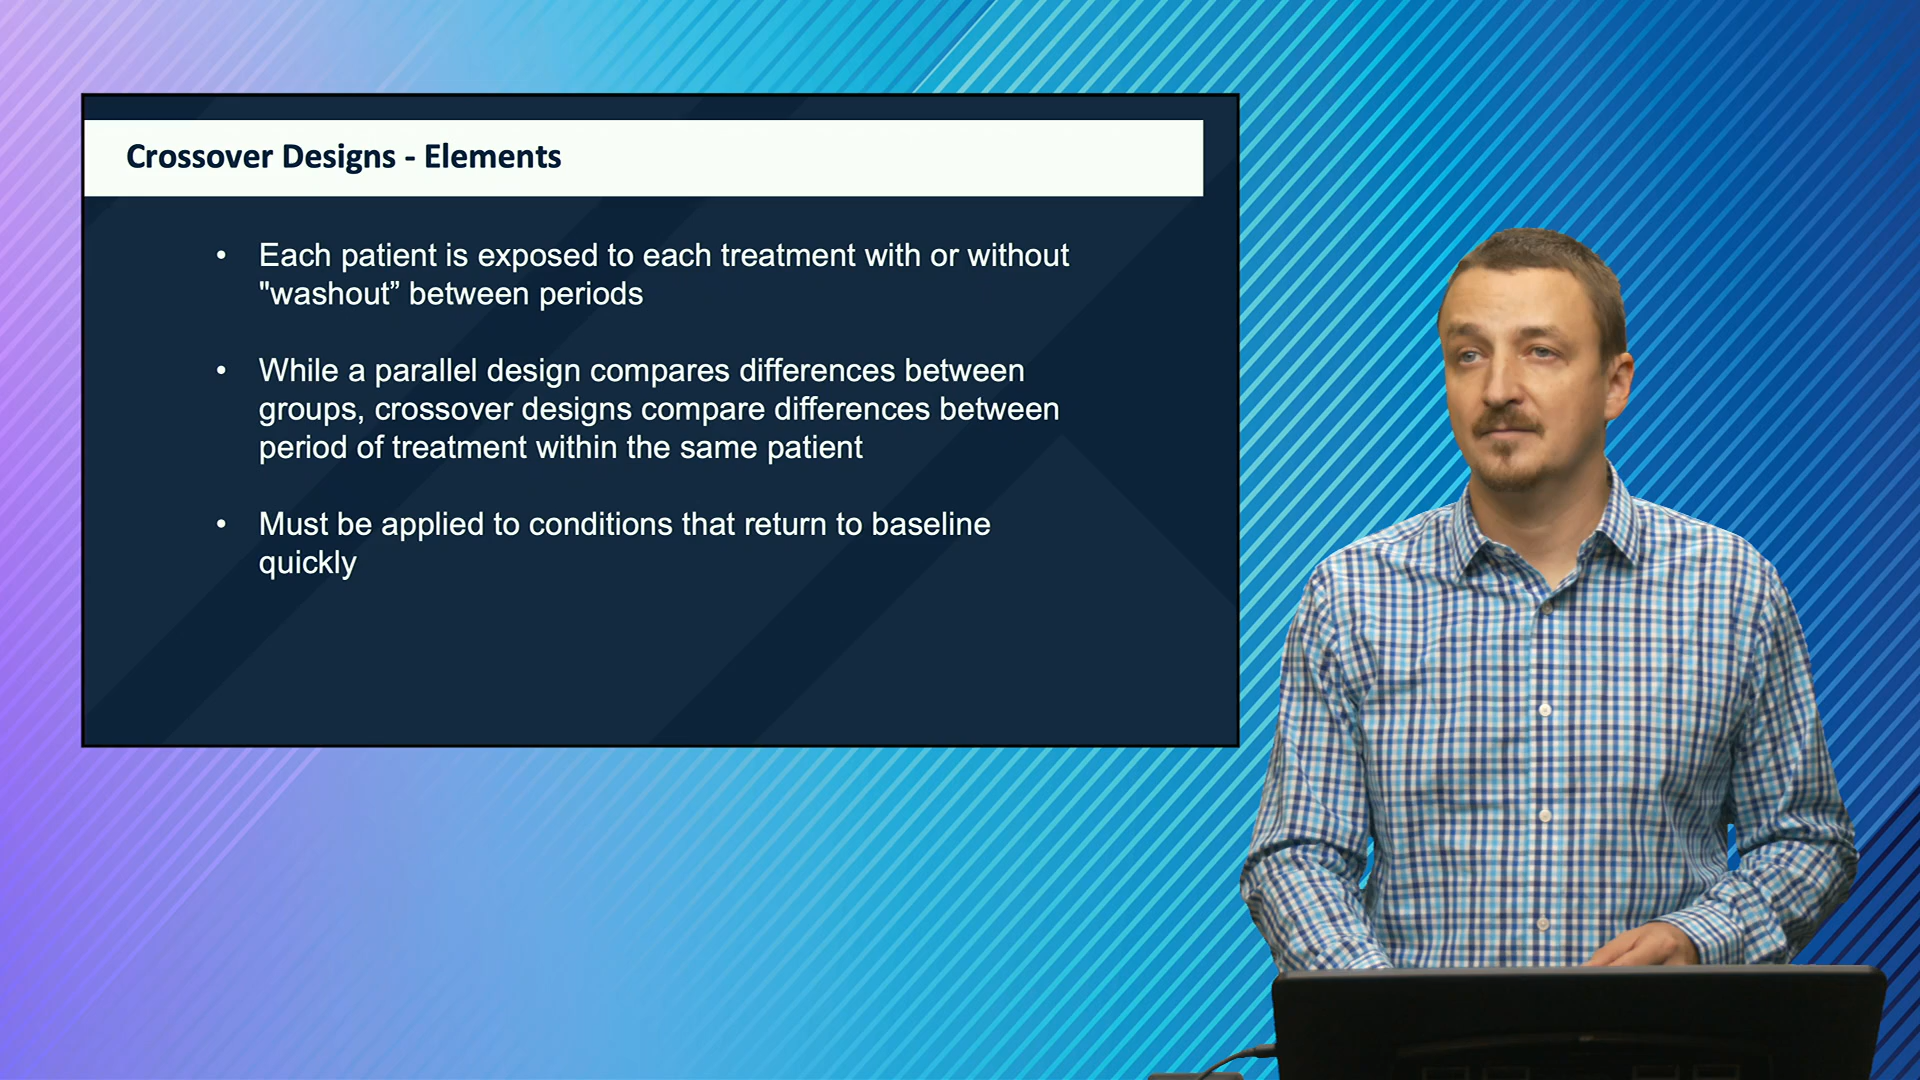 Crossover Designs - Elements
• Each patient is exposed to each treatment with or without
"washout” between periods
• While a parallel design compares differences between
groups, crossover designs compare differences between
period of treatment within the same patient
• Must be applied to conditions that return to baseline
quickly